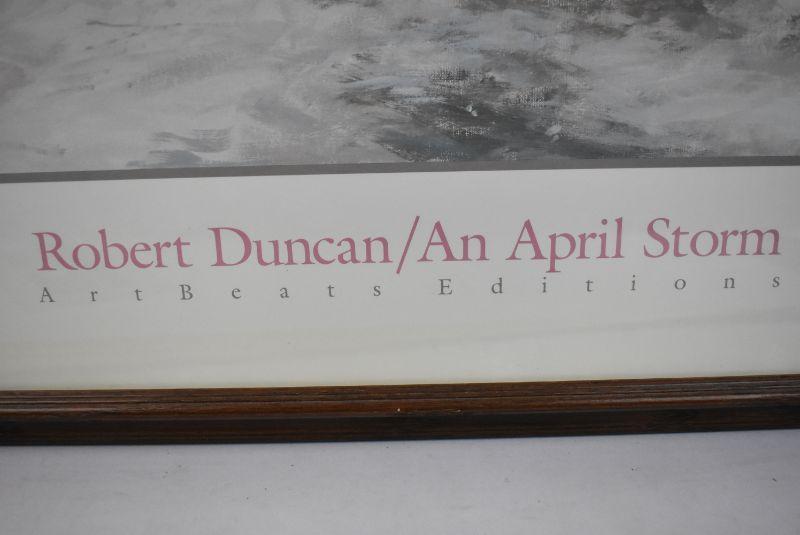 Robert Duncan/An April Storm
ArtBeats Editions